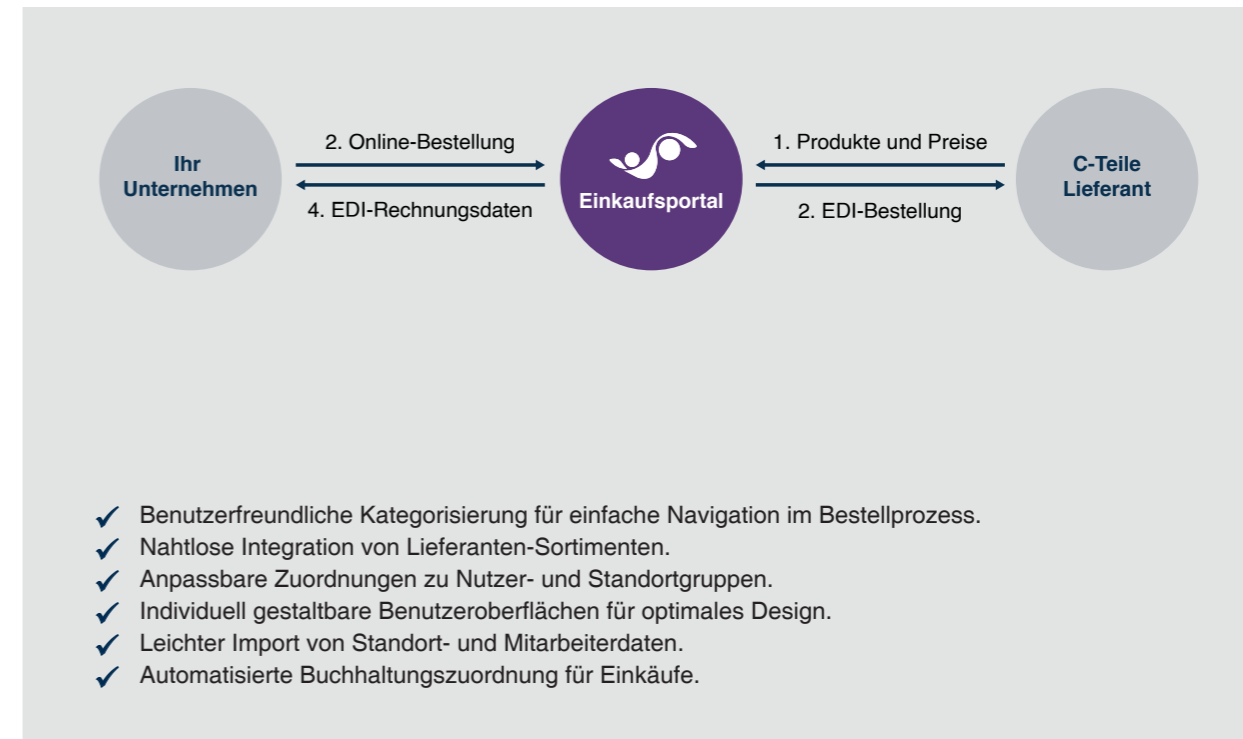 Ihr
Unternehmen
2. Online-Bestellung
4. EDI-Rechnungsdaten
Einkaufsportal
1. Produkte und Preise
2. EDI-Bestellung
C-Teile
Lieferant
Benutzerfreundliche Kategorisierung für einfache Navigation im Bestellprozess.
Nahtlose Integration von Lieferanten-Sortimenten.
Anpassbare Zuordnungen zu Nutzer- und Standortgruppen.
Individuell gestaltbare Benutzeroberflächen für optimales Design.
Leichter Import von Standort- und Mitarbeiterdaten.
Automatisierte Buchhaltungszuordnung für Einkäufe.